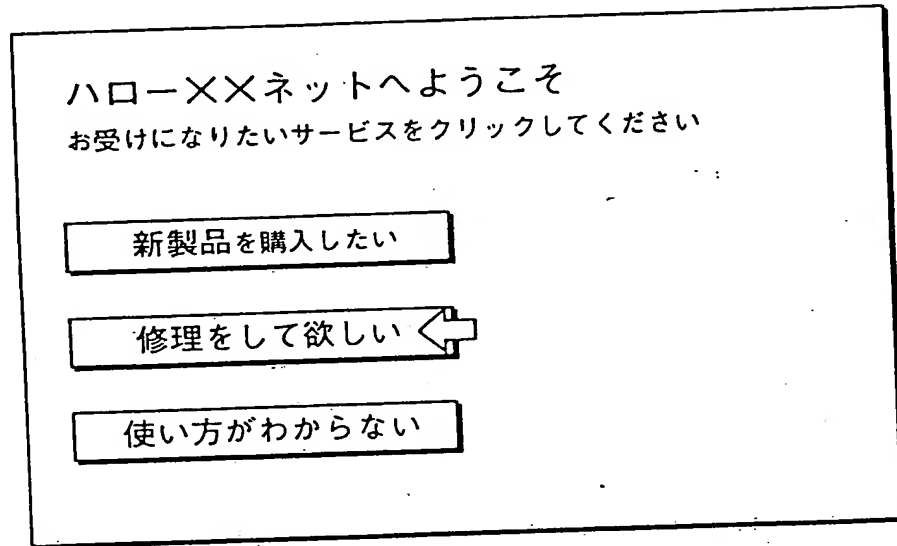 ハロー××ネットへようこそ
お受けになりたいサービスをクリックしてください
新製品を購入したい
修理をして欲しい
使い方がわからない